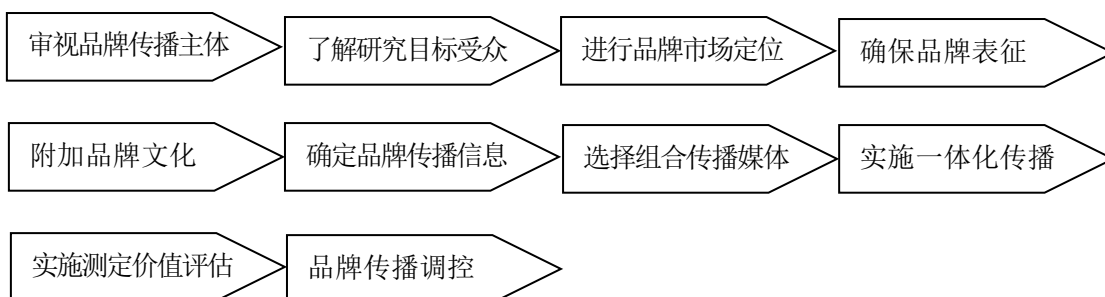 审视品牌传播主体
了解研究目标受众
进行品牌市场定位
确保品牌表征
附加品牌文化
确定品牌传播信息
选择组合传播媒体
实施一体化传播
实施测定价值评估
品牌传播调控